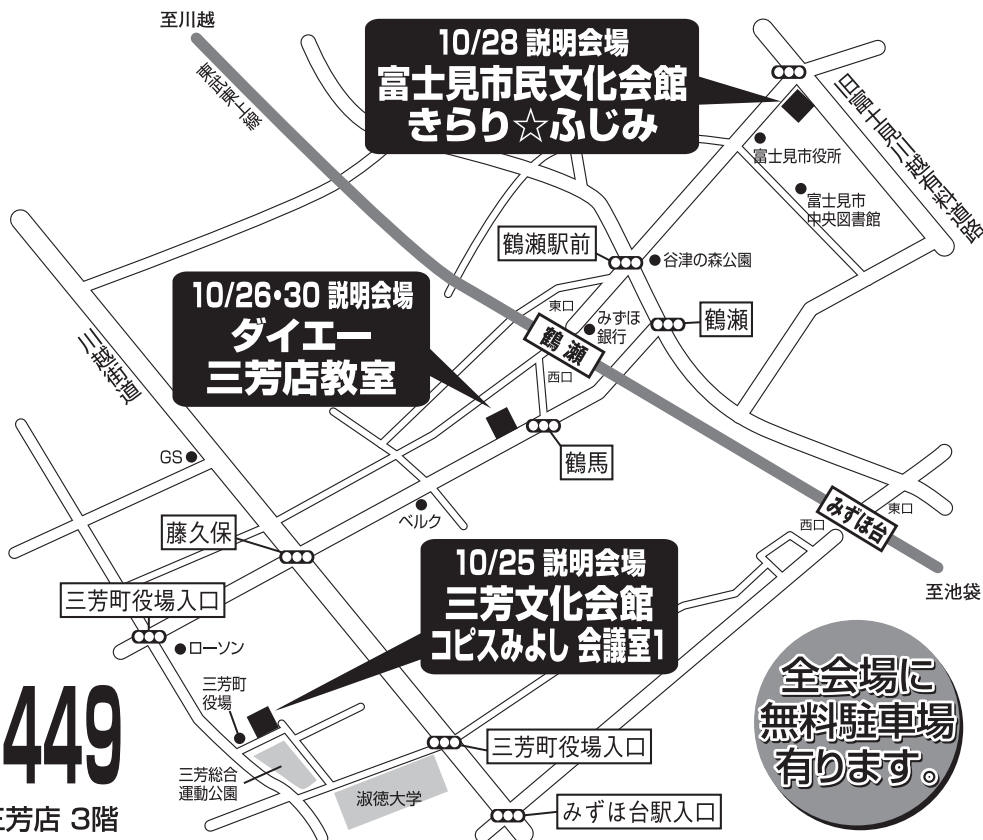 至川越
東武東上線
10/28 説明会場
富士見市民文化会館
きらり☆ふじみ
旧富士見川越有料道路
富士見市役所
富士見市
中央図書館
鶴瀬駅前
谷津の森公園
10/26・30 説明会場
ダイエー
三芳店教室
東口
みずほ
銀行
鶴瀬
鶴瀬
西口
川越街道
GS
鶴馬
ベルク
藤久保
みずほ台
東口
西口
至池袋
10/25 説明会場
三芳文化会館
コピスみよし 会議室1
三芳町役場入口
ローソン
三芳町
役場
三芳総合
運動公園
淑徳大学
三芳町役場入口
みずほ台駅入口
全会場に
無料駐車場
有ります。
449
三芳店 3階